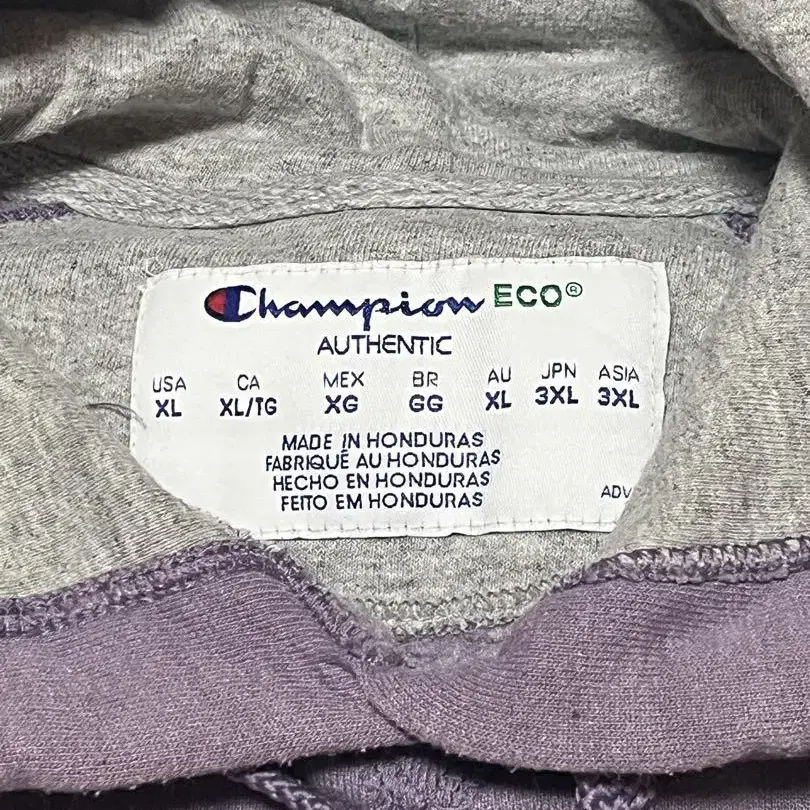 Champion ECO®
AUTHENTIC
USA CA MEX BR AU JPN ASIA
XL XL/TG XG GG XL 3XL 3XL
MADE IN HONDURAS
FABRIQUÉ AU HONDURAS
HECHO EN HONDURAS
FEITO EM HONDURAS
ADV